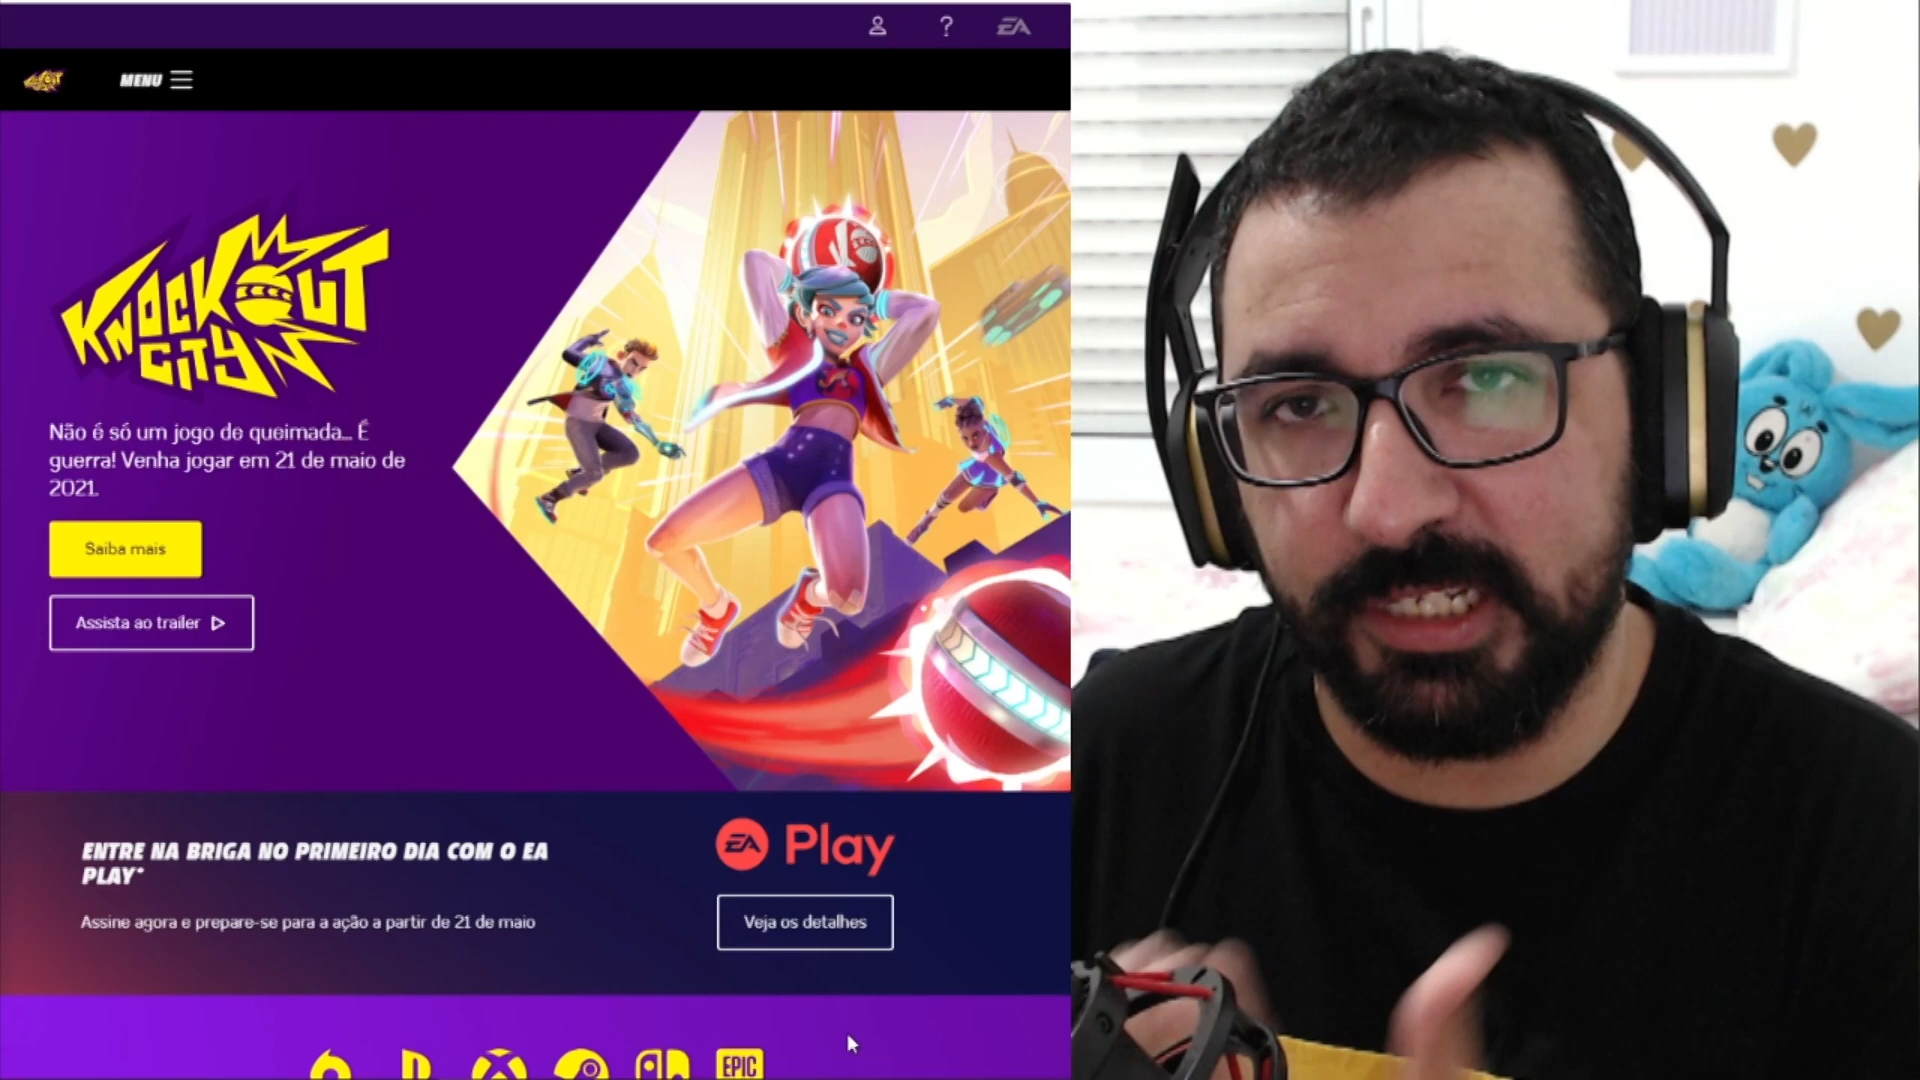 ?
EA
MENU
KNOCKOUT
CITY
Não é só um jogo de queimada... É
guerra! Venha jogar em 21 de maio de
2021.
Saiba mais
Assista ao trailer
ENTRE NA BRIGA NO PRIMEIRO DIA COM O EA
PLAY*
Assine agora e prepare-se para a ação a partir de 21 de maio
EA Play
Veja os detalhes
EPIC